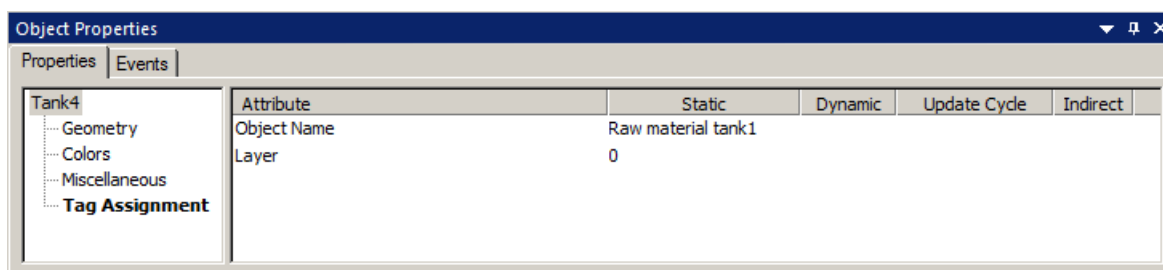 Object Properties
Properties Events
Tank4
Geometry
Colors
Miscellaneous
Tag Assignment
Attribute Static Dynamic Update Cycle Indirect
Object Name Raw material tank1
Layer 0